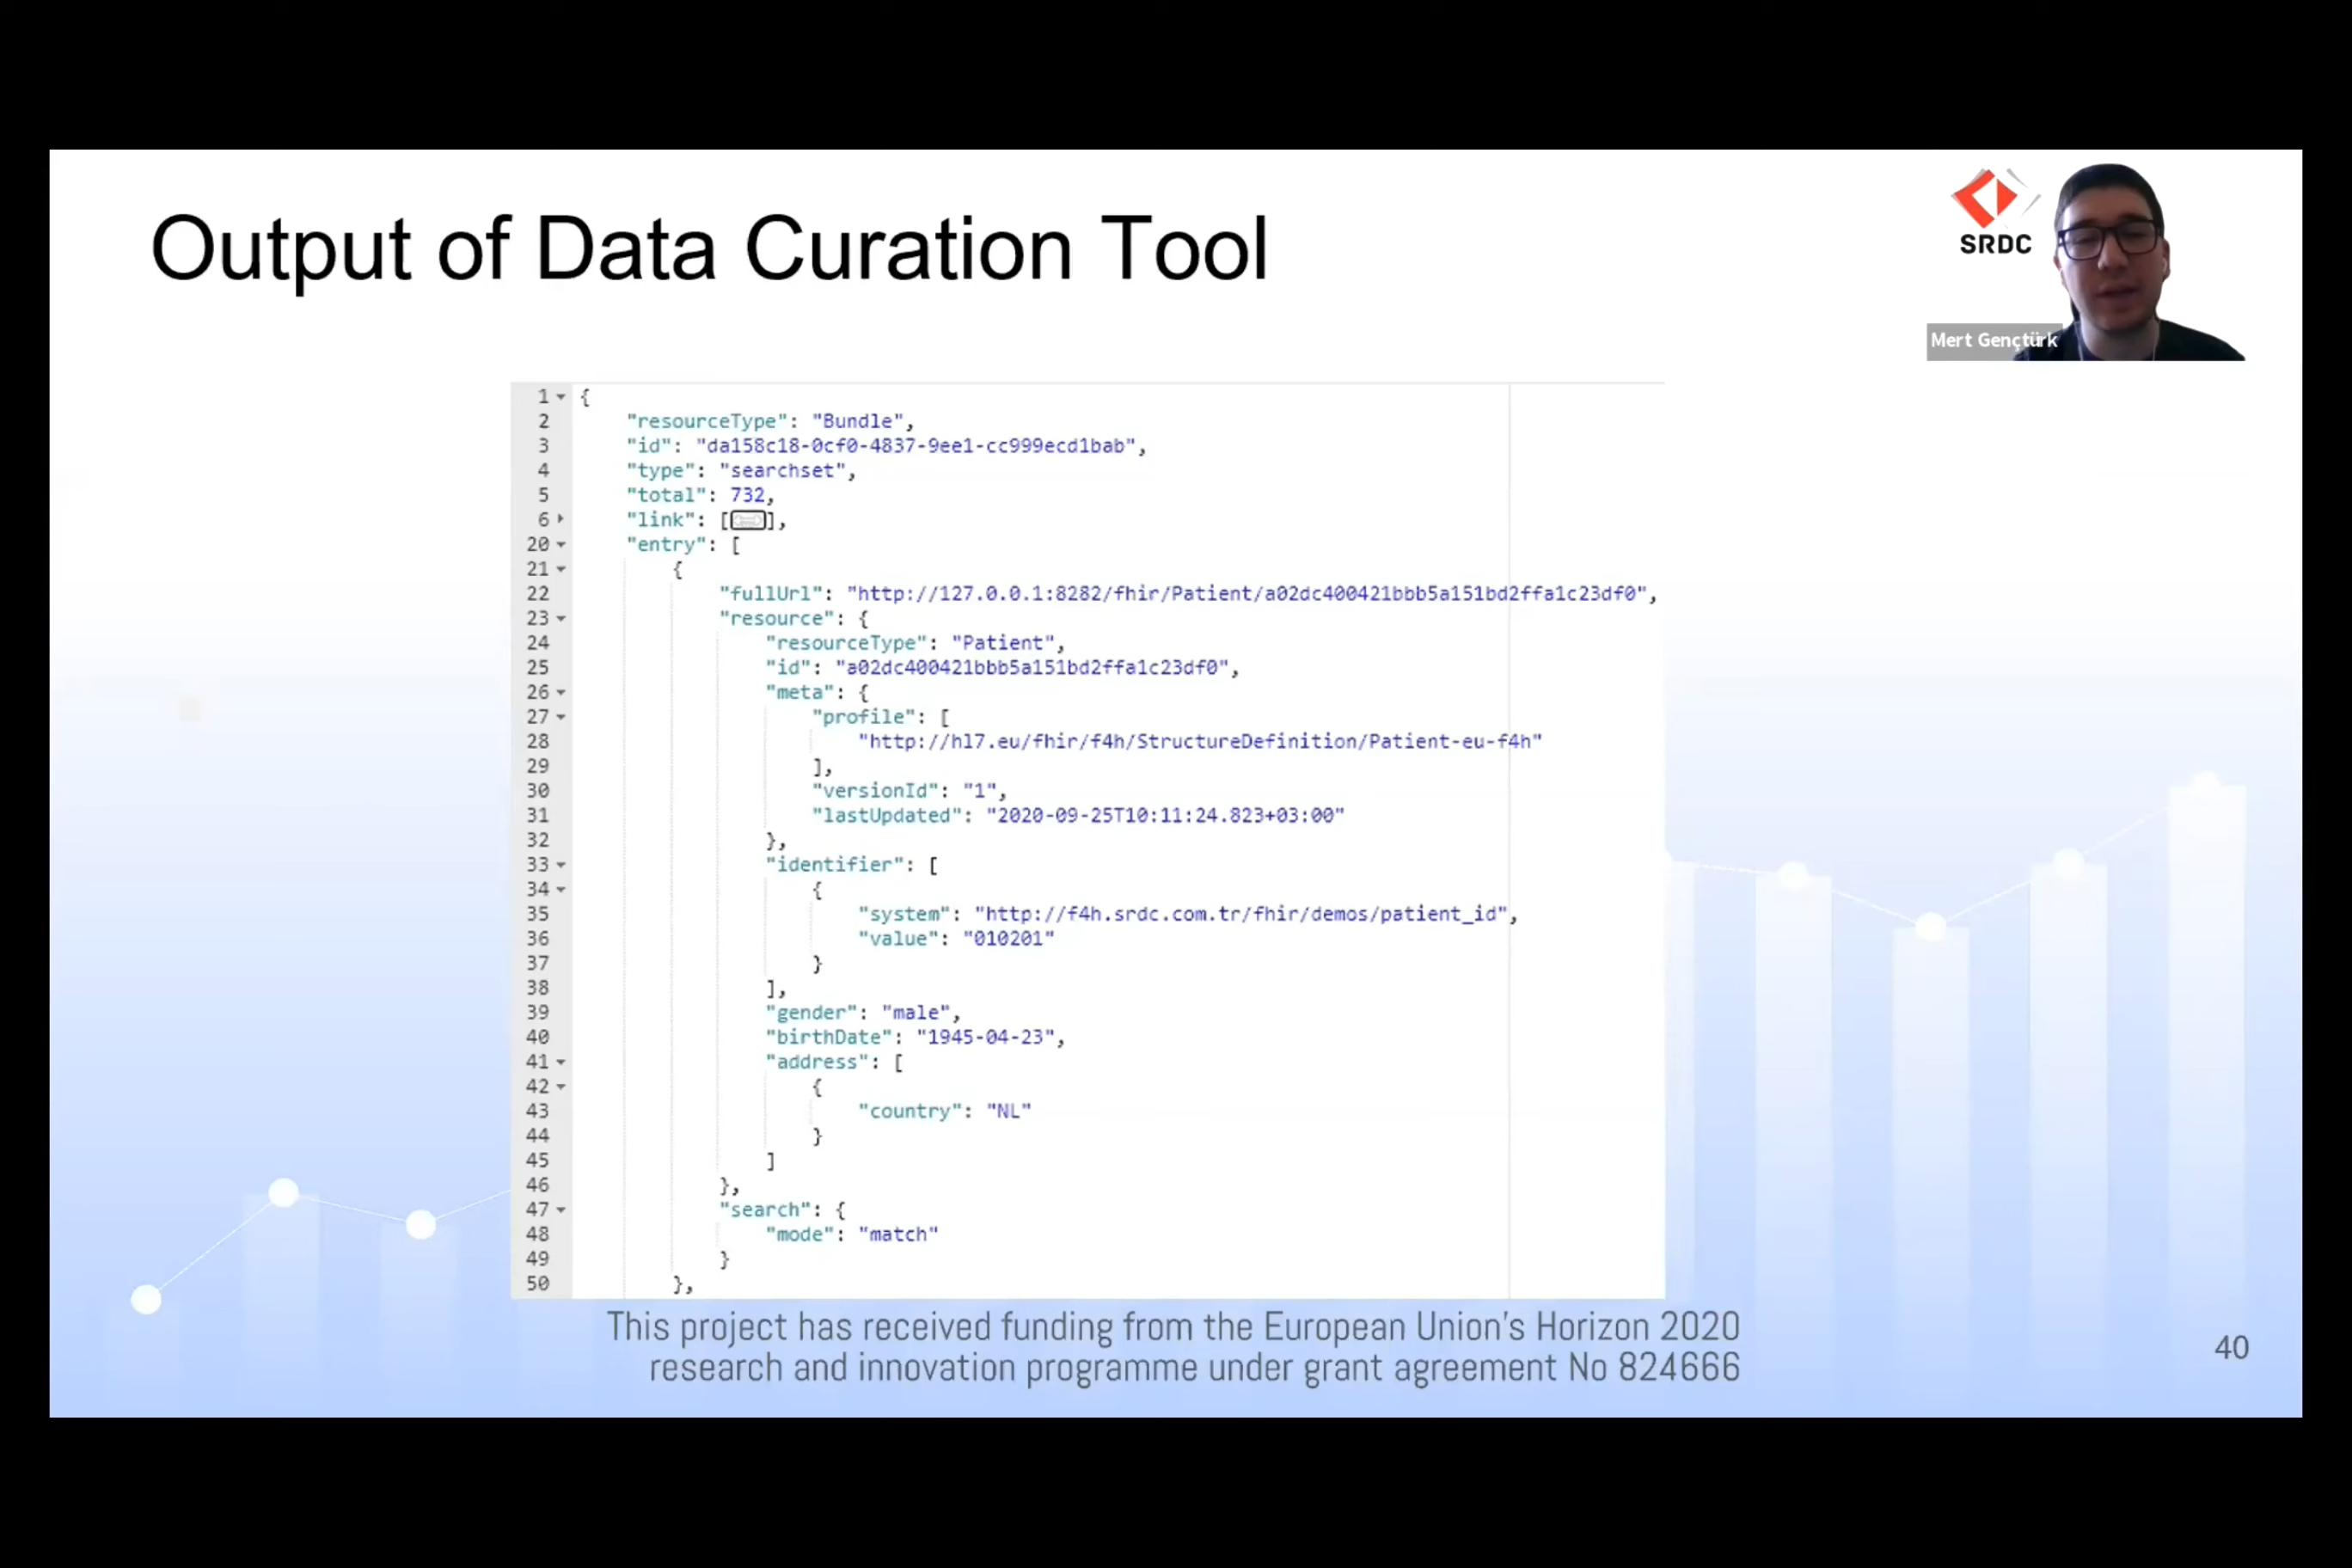 Output of Data Curation Tool
SRDC
Mert Gençtürk
1 {
2 "resourceType": "Bundle",
3 "id": "da158c18-0cf0-4837-9ee1-cc999ecd1bab",
4 "type": "searchset",
5 "total": 732,
6 "link": [],
20 "entry": [
21 {
22 "fullUrl": "http://127.0.0.1:8282/fhir/Patient/a02dc400421bbb5a151bd2ffa1c23df0",
23 "resource": {
24 "resourceType": "Patient",
25 "id": "a02dc400421bbb5a151bd2ffa1c23df0",
26 "meta": {
27 "profile": [
28 "http://hl7.eu/fhir/f4h/StructureDefinition/Patient-eu-f4h"
29 ],
30 "versionId": "1",
31 "lastUpdated": "2020-09-25T10:11:24.823+03:00"
32 },
33 "identifier": [
34 {
35 "system": "http://f4h.srdc.com.tr/fhir/demos/patient_id",
36 "value": "010201"
37 }
38 ],
39 "gender": "male",
40 "birthDate": "1945-04-23",
41 "address": [
42 {
43 "country": "NL"
44 }
45 ]
46 },
47 "search": {
48 "mode": "match"
49 }
50 },
This project has received funding from the European Union's Horizon 2020
research and innovation programme under grant agreement No 824666
40